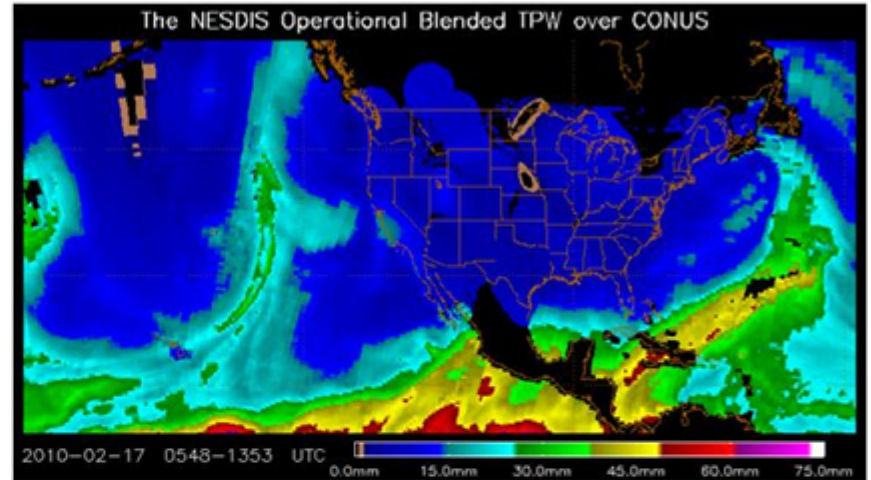 The NESDIS Operational Blended TPW over CONUS
2010-02-17 0548-1353 UTC
0.0mm 15.0mm 30.0mm 45.0mm 60.0mm 75.0mm